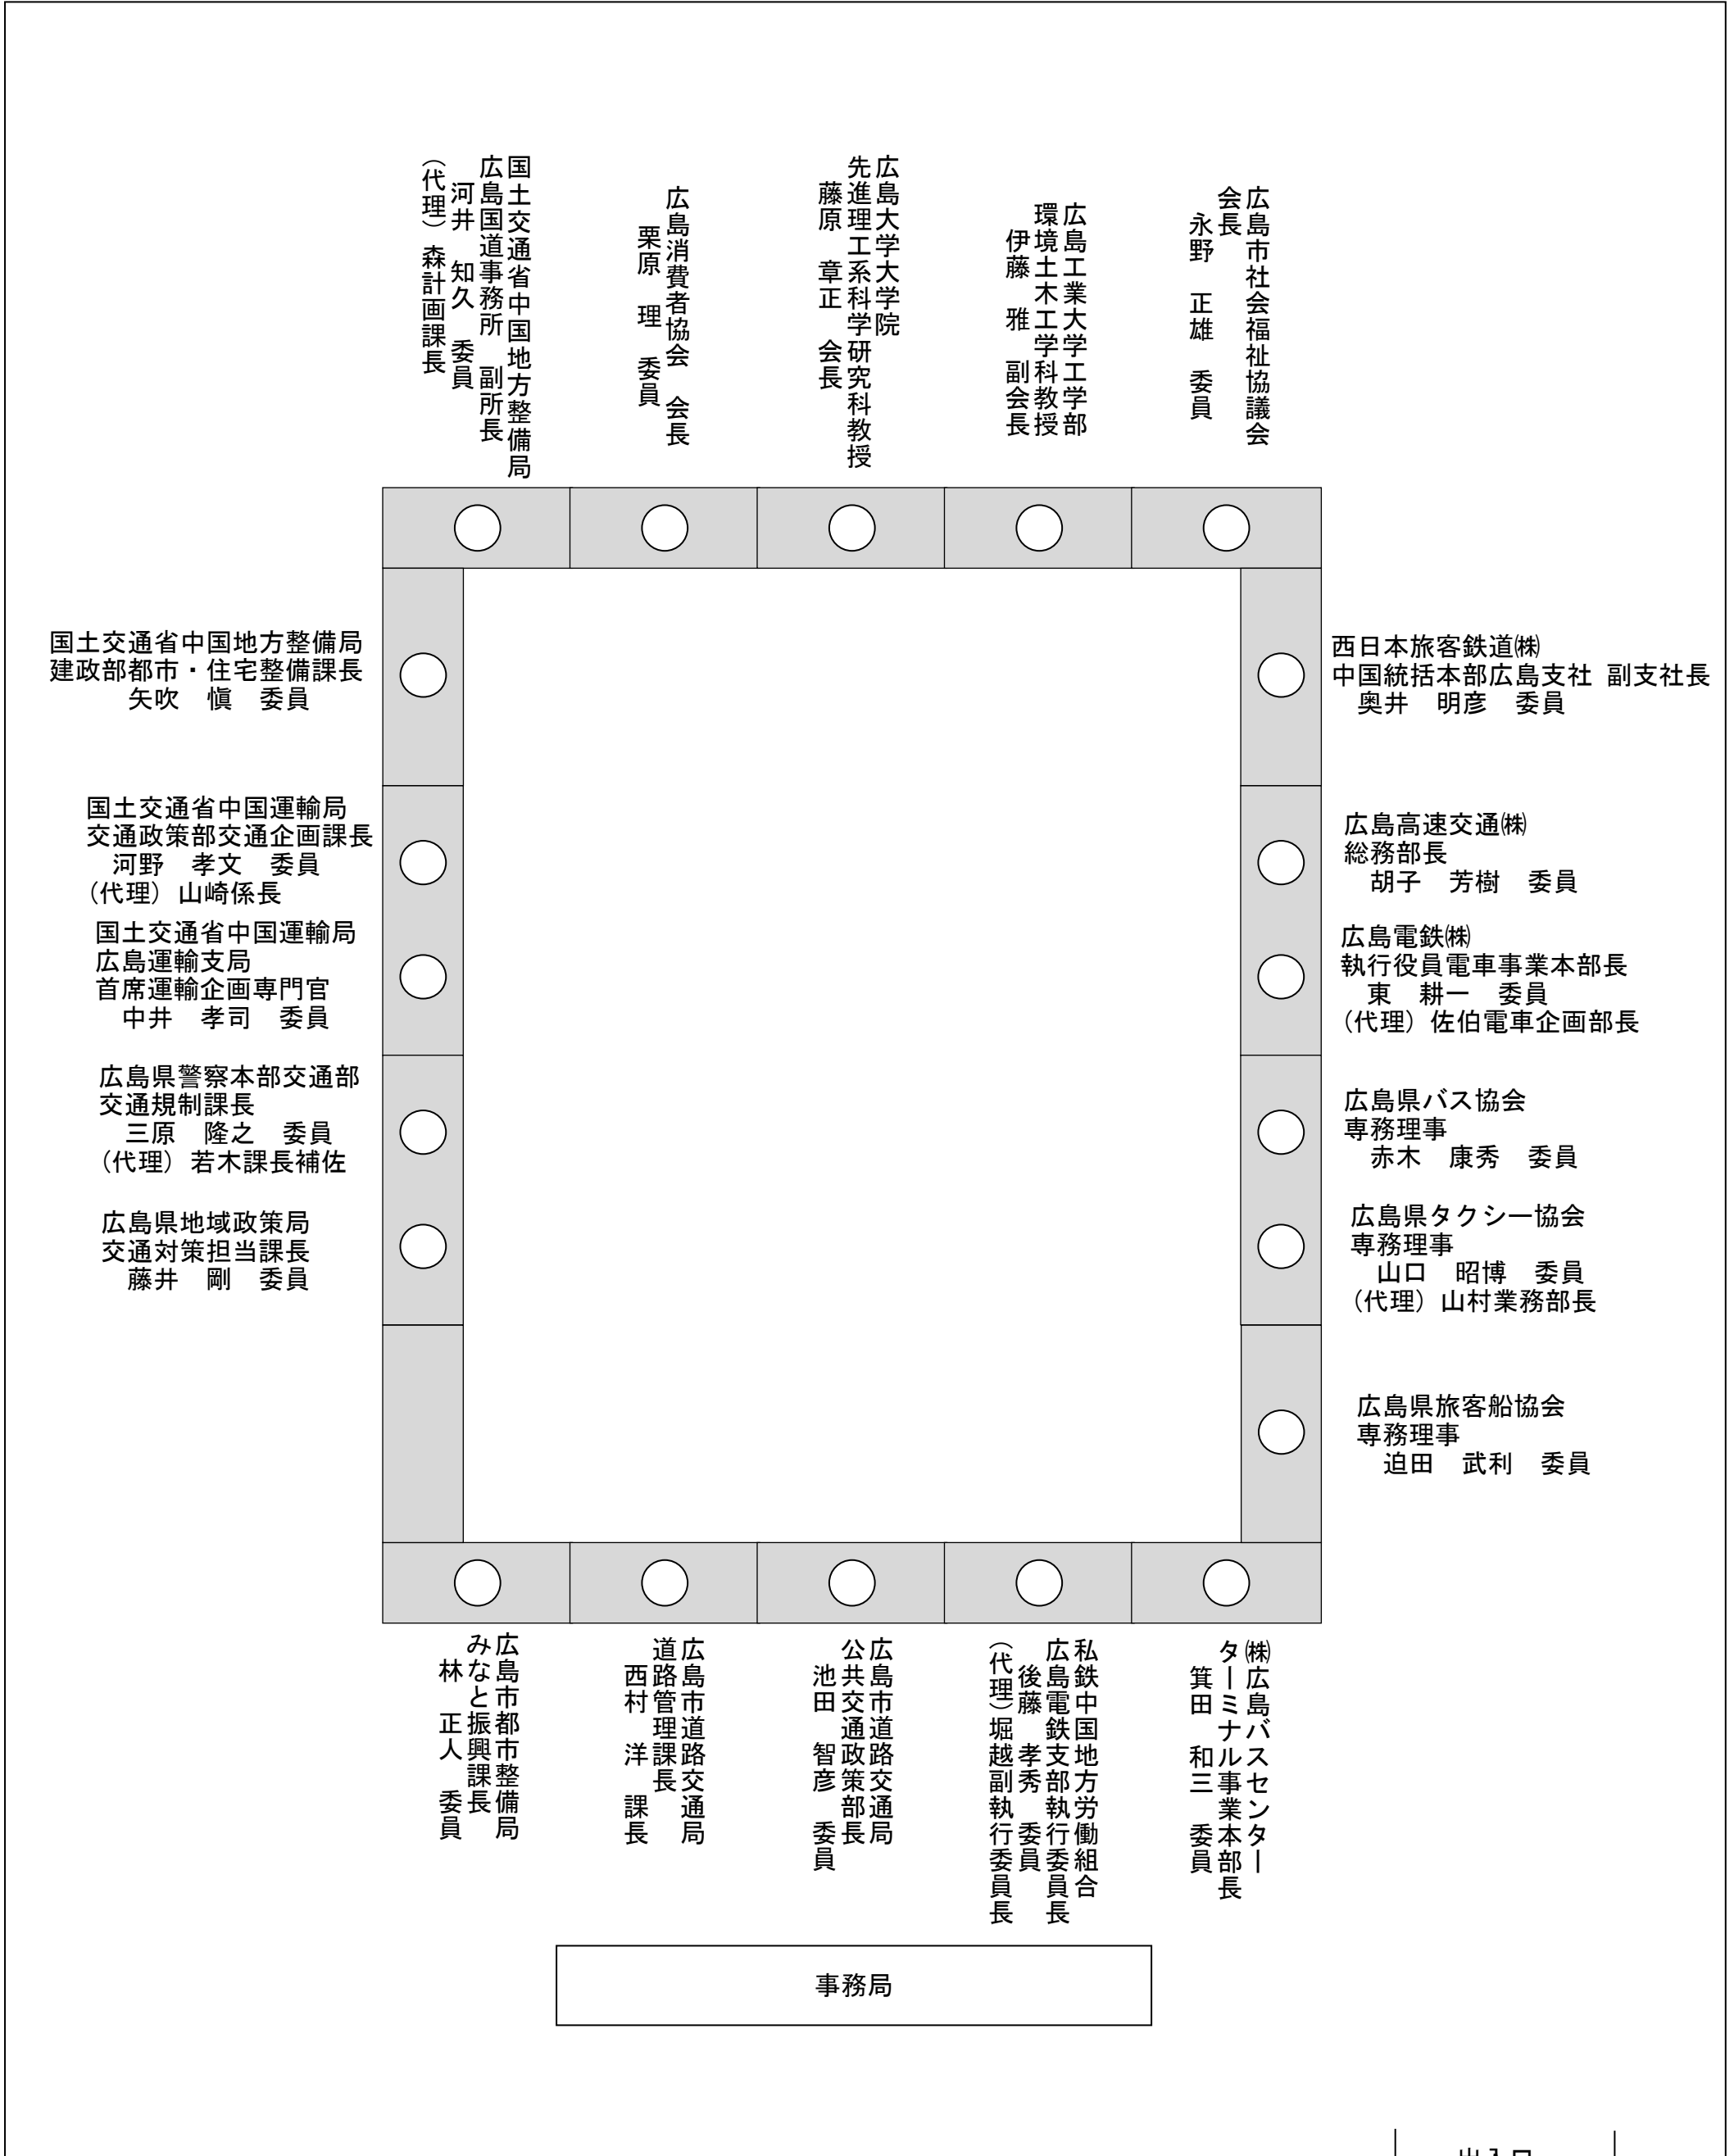 国土交通省中国地方整備局
広島国道事務所　副所長
河井　知久　委員
（代理）森計画課長
広島消費者協会　会長
栗原　理　委員
広島大学大学院
先進理工系科学研究科教授
藤原　章正　会長
広島工業大学工学部
環境土木工学科教授
伊藤　雅　副会長
広島市社会福祉協議会
会長
永野　正雄　委員
国土交通省中国地方整備局
建政部都市・住宅整備課長
矢吹　愼　委員
国土交通省中国運輸局
交通政策部交通企画課長
河野　孝文　委員
（代理）山崎係長
国土交通省中国運輸局
広島運輸支局
首席運輸企画専門官
中井　孝司　委員
広島県警察本部交通部
交通規制課長
三原　隆之　委員
（代理）若木課長補佐
広島県地域政策局
交通対策担当課長
藤井　剛　委員
西日本旅客鉄道㈱
中国統括本部広島支社 副支社長
奥井　明彦　委員
広島高速交通㈱
総務部長
胡子　芳樹　委員
広島電鉄㈱
執行役員電車事業本部長
東　耕一　委員
（代理）佐伯電車企画部長
広島県バス協会
専務理事
赤木　康秀　委員
広島県タクシー協会
専務理事
山口　昭博　委員
（代理）山村業務部長
広島県旅客船協会
専務理事
迫田　武利　委員
広島市都市整備局
みなと振興課長
林　正人　委員
広島市道路交通局
道路管理課長
西村　洋　課長
広島市道路交通局
公共交通政策部長
池田　智彦　委員
私鉄中国地方労働組合
広島電鉄支部執行委員長
後藤　孝秀　委員
（代理）堀越副執行委員長
㈱広島バスセンター
ターミナル事業本部長
箕田　和三　委員
事務局
出入口